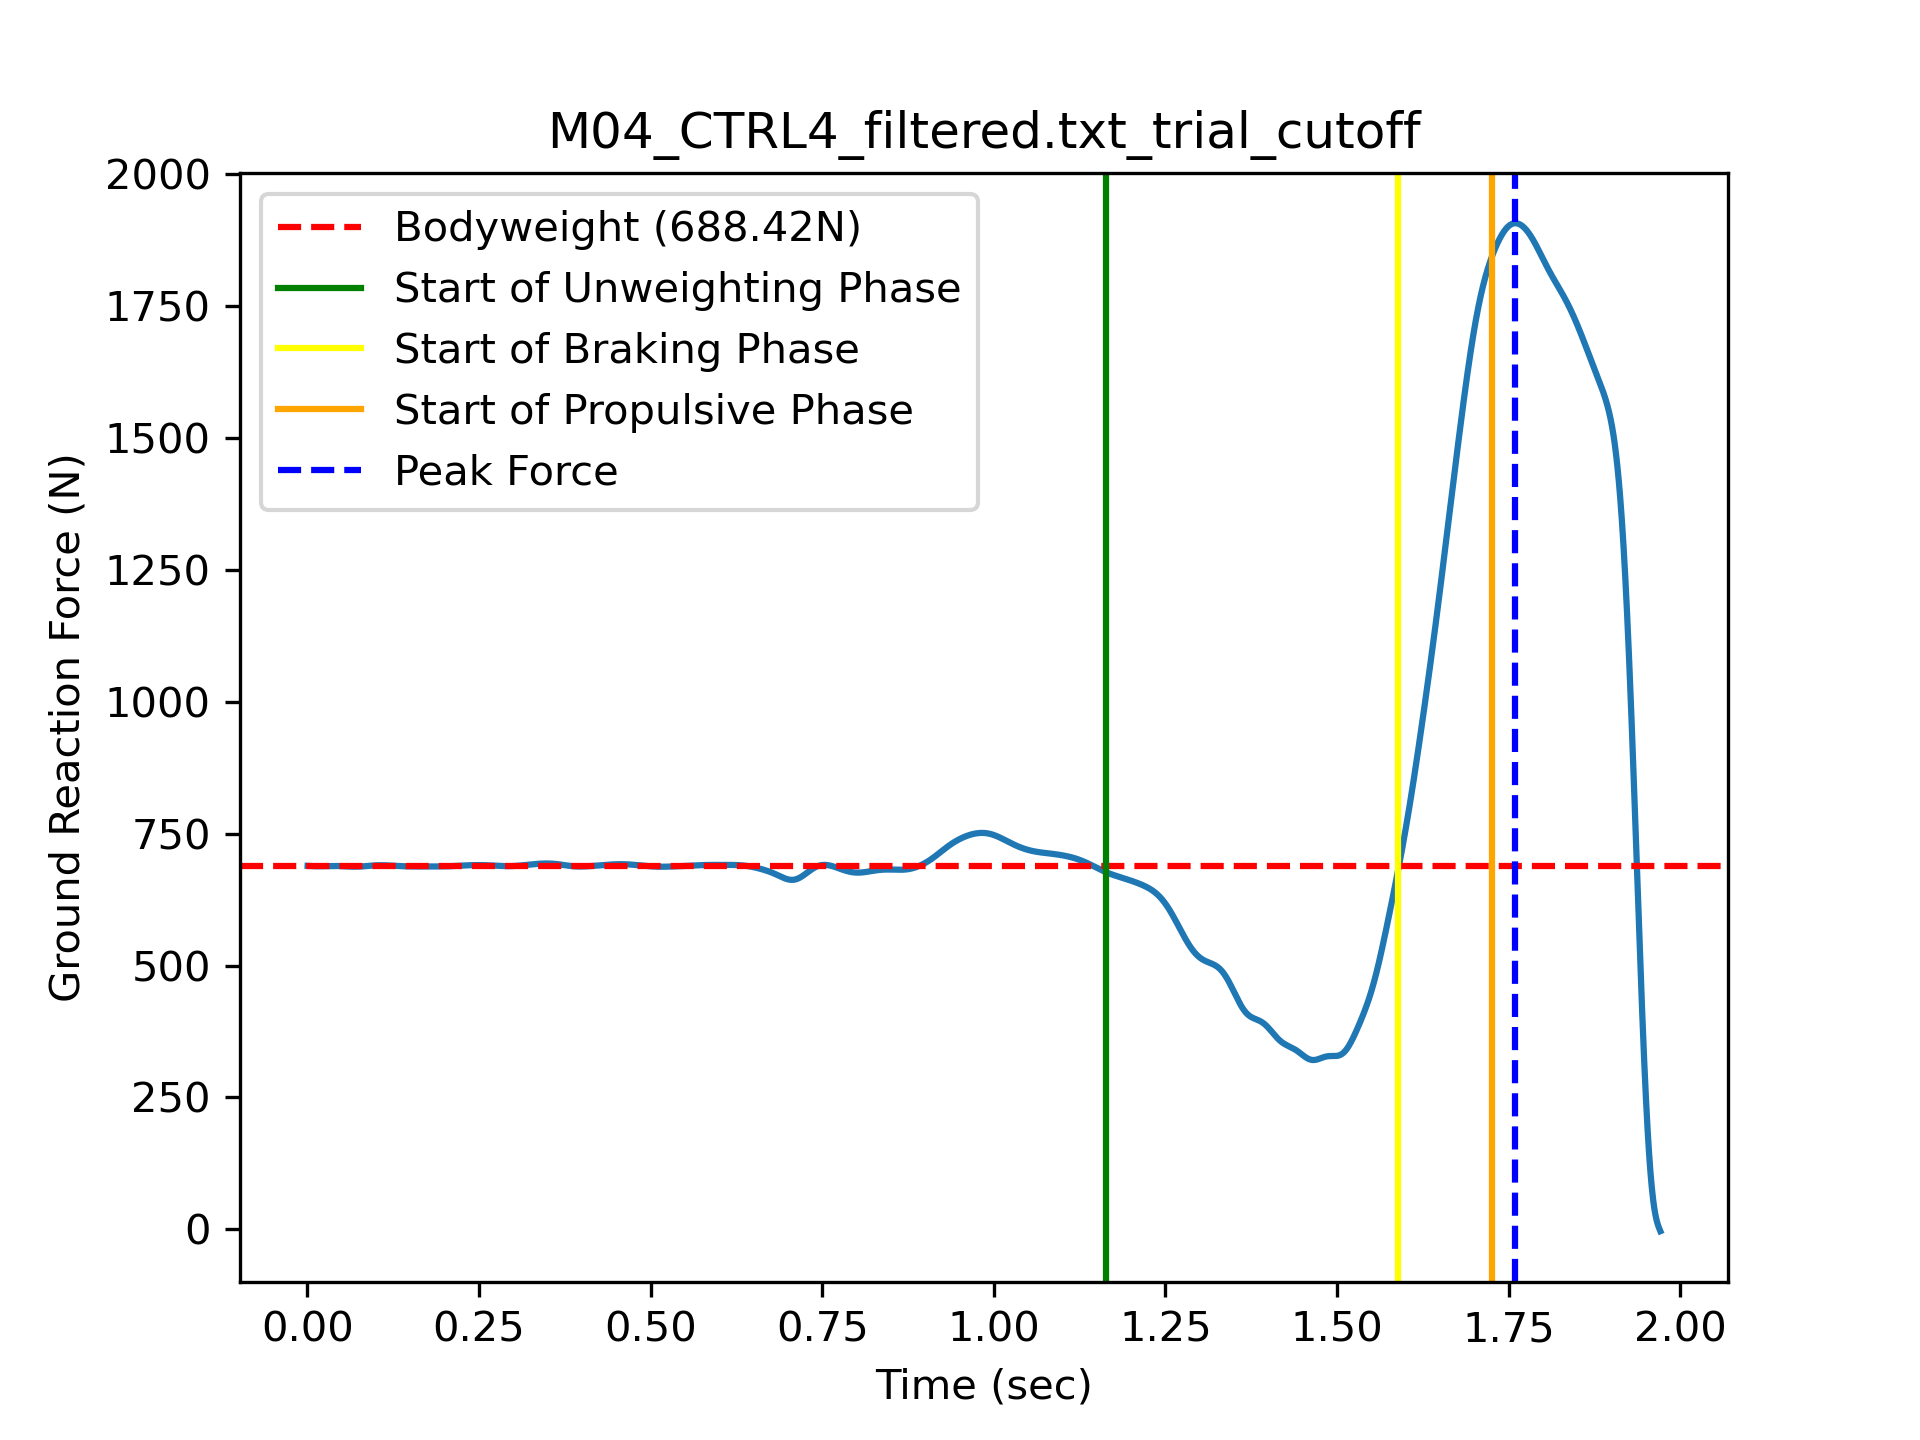 M04_CTRL4_filtered.txt_trial_cutoff
2000
1750
1500
1250
1000
750
500
250
0
Ground Reaction Force (N)
Bodyweight (688.42N)
Start of Unweighting Phase
Start of Braking Phase
Start of Propulsive Phase
Peak Force
0.00 0.25 0.50 0.75 1.00 1.25 1.50 1.75 2.00
Time (sec)